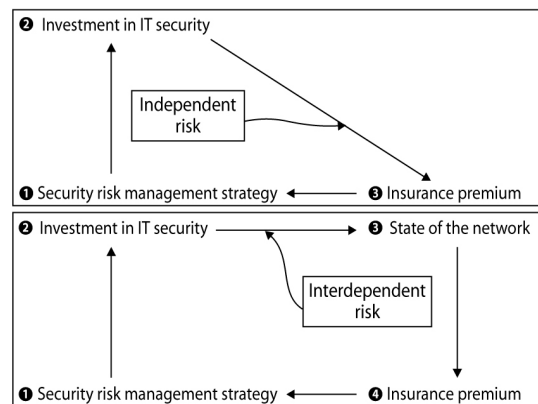 ❷ Investment in IT security
Independent
risk
❶ Security risk management strategy
❸ Insurance premium
❷ Investment in IT security
❸ State of the network
Interdependent
risk
❶ Security risk management strategy
❹ Insurance premium